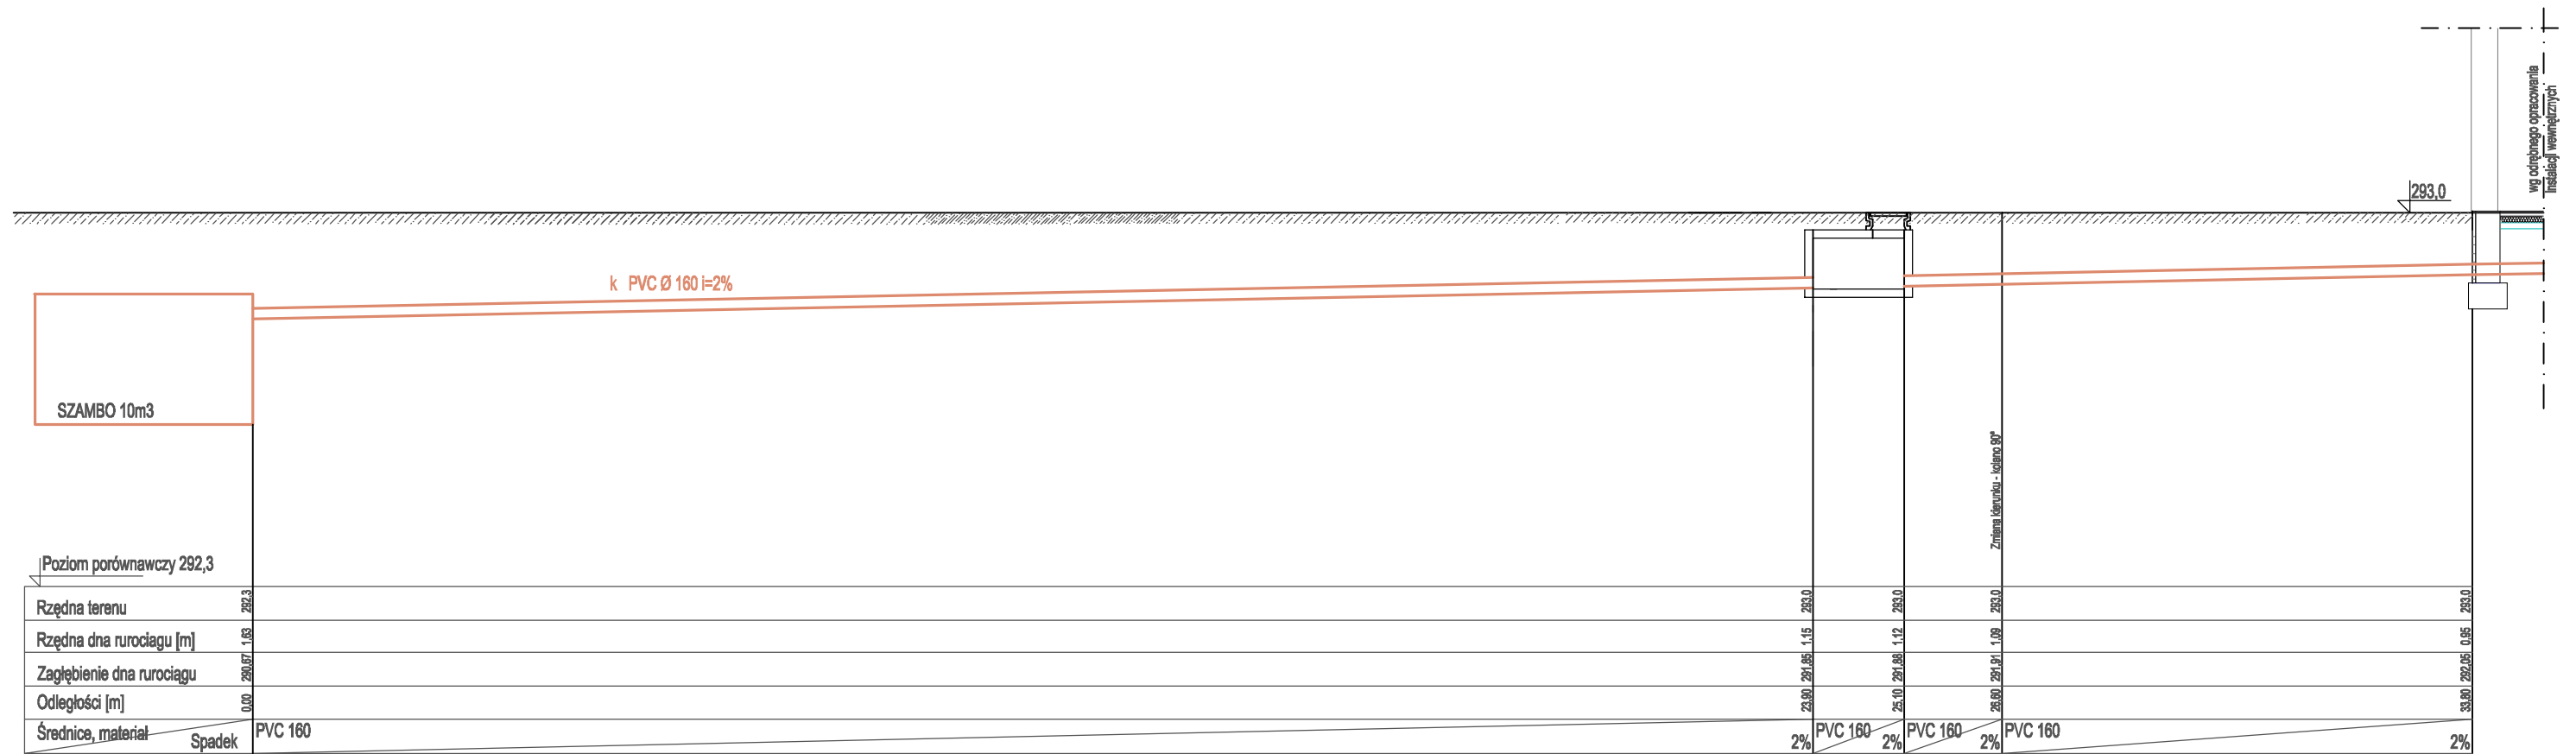 wg odrębnego opracowania
instalacji wewnętrznych
293,0
k PVC Ø 160 i=2%
SZAMBO 10m3
Zmiana kierunku - kolano 90°
Poziom porównawczy 292,3
Rzędna terenu 292,3 293,0 293,0 293,0 293,0
Rzędna dna rurociagu [m] 1,63 1,15 1,12 1,09 0,95
Zagłębienie dna rurociągu 290,67 291,85 291,88 291,91 292,05
Odległości [m] 0,00 23,90 25,10 26,60 33,80
Średnice, materiał PVC 160 PVC 160 PVC 160 PVC 160
Spadek 2% 2% 2% 2%